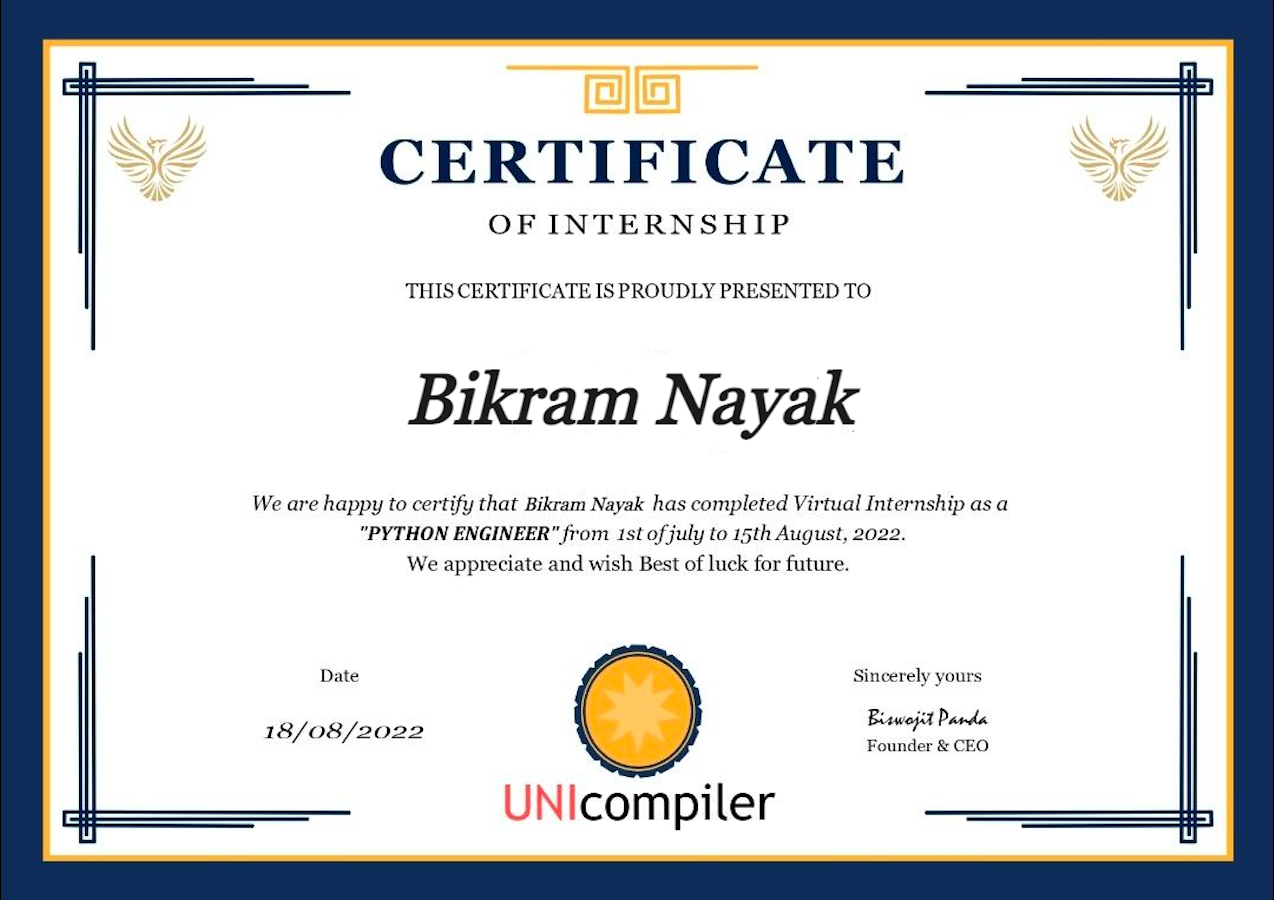 CERTIFICATE
OF INTERNSHIP
THIS CERTIFICATE IS PROUDLY PRESENTED TO
Bikram Nayak
We are happy to certify that Bikram Nayak has completed Virtual Internship as a
"PYTHON ENGINEER" from 1st of july to 15th August, 2022.
We appreciate and wish Best of luck for future.
Date
18/08/2022
Sincerely yours
Biswojit Panda
Founder & CEO
UNIcompiler